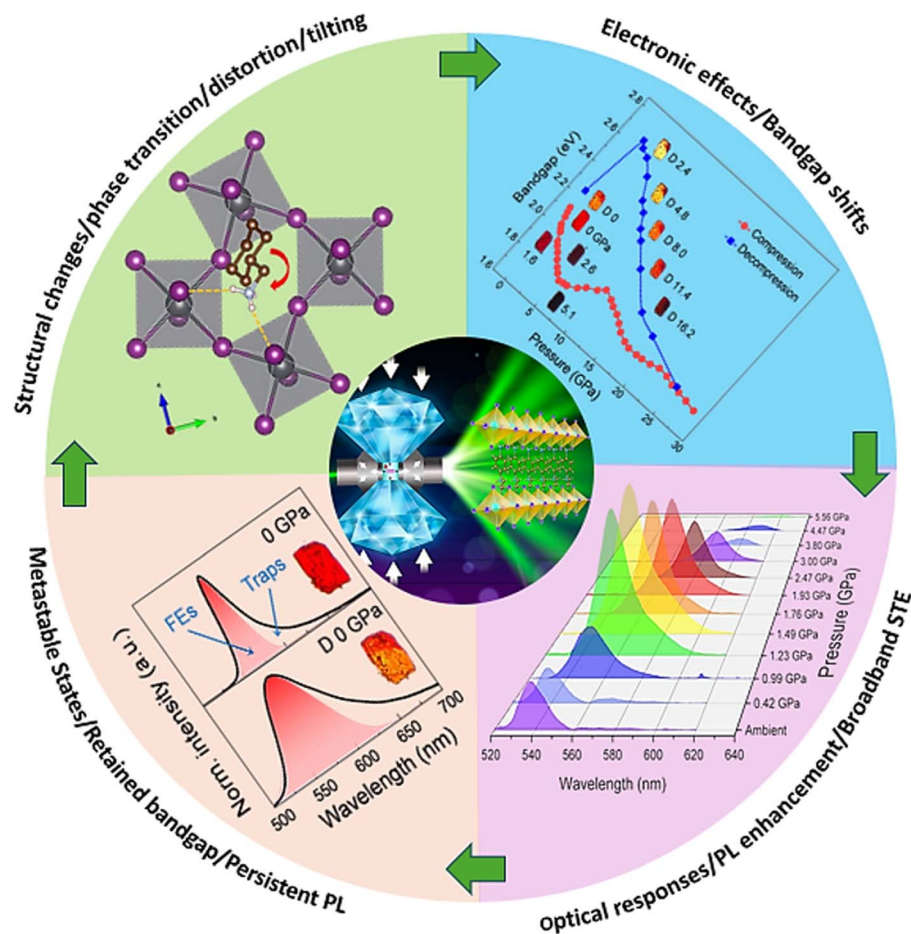 Structural changes/phase transition/distortion/tilting
Electronic effects/Bandgap shifts
Bandgap (eV)
2.8
2.6
2.4
2.2
2.0
1.8
1.6
0
5
10
15
20
25
30
Pressure (GPa)
Compression
Decompression
D 2.4
D 4.8
D 8.0
D 11.4
D 16.2
D 0
0 GPa
1.6
2.6
5.1
0 GPa
FEs
Traps
D 0 GPa
Norm. intensity (a.u.)
500
550
600
650
700
Wavelength (nm)
5.56 GPa
4.47 GPa
3.80 GPa
3.00 GPa
2.47 GPa
1.93 GPa
1.76 GPa
1.49 GPa
1.23 GPa
0.99 GPa
0.42 GPa
Ambient
Pressure (GPa)
520
540
560
580
600
620
640
Wavelength (nm)
Metastable States/Retained bandgap/Persistent PL
Optical responses/PL enhancement/Broadband STE